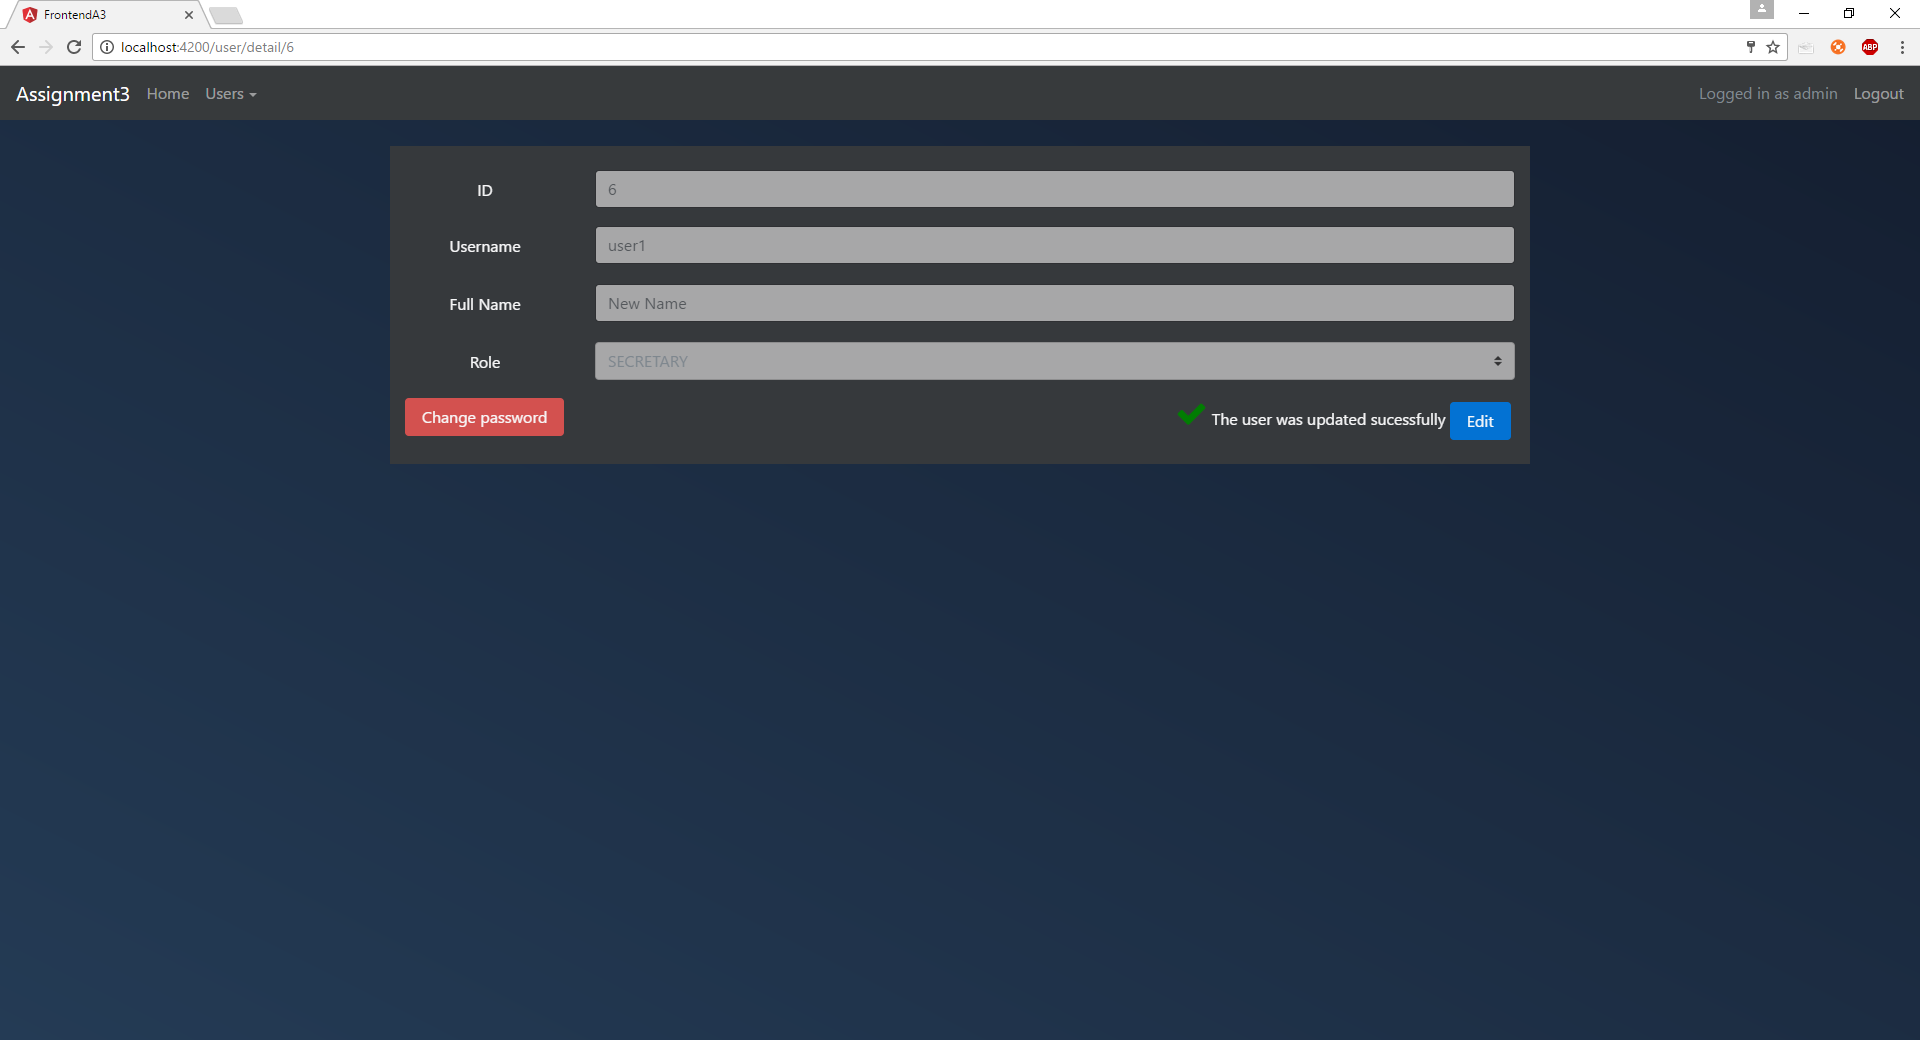 FrontendA3
localhost:4200/user/detail/6
ABP
Assignment3 Home Users Logged in as admin Logout
ID 6
Username user1
Full Name New Name
Role SECRETARY
Change password The user was updated sucessfully Edit